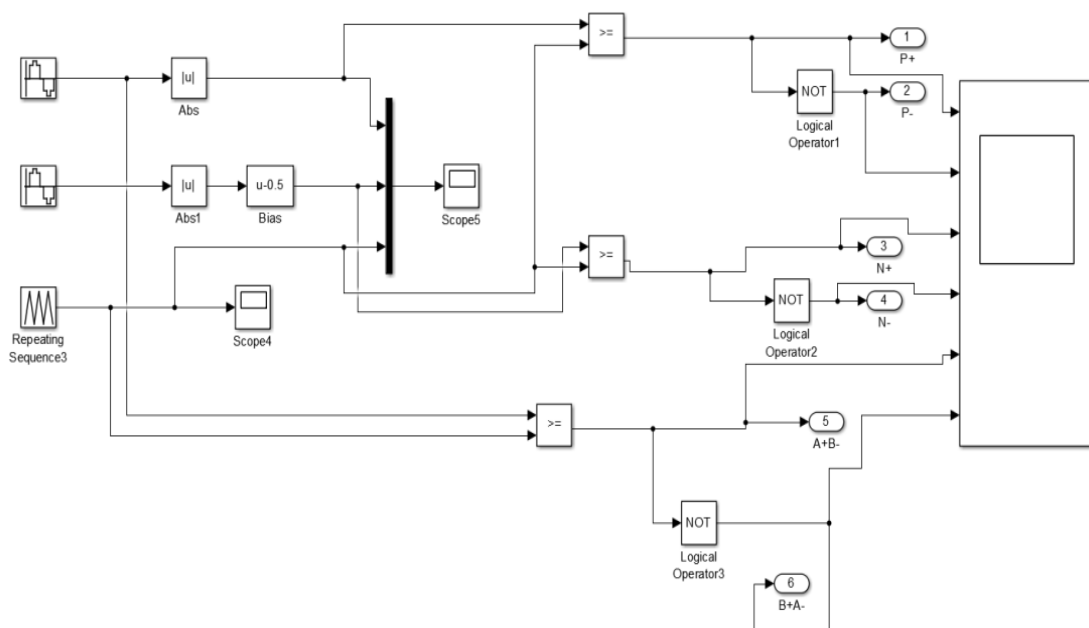 >=
1
P+
|u|
Abs
NOT
Logical
Operator1
2
P-
|u|
Abs1
u-0.5
Bias
Scope5
>=
3
N+
NOT
Logical
Operator2
4
N-
Repeating
Sequence3
Scope4
>=
5
A+B-
NOT
Logical
Operator3
6
B+A-